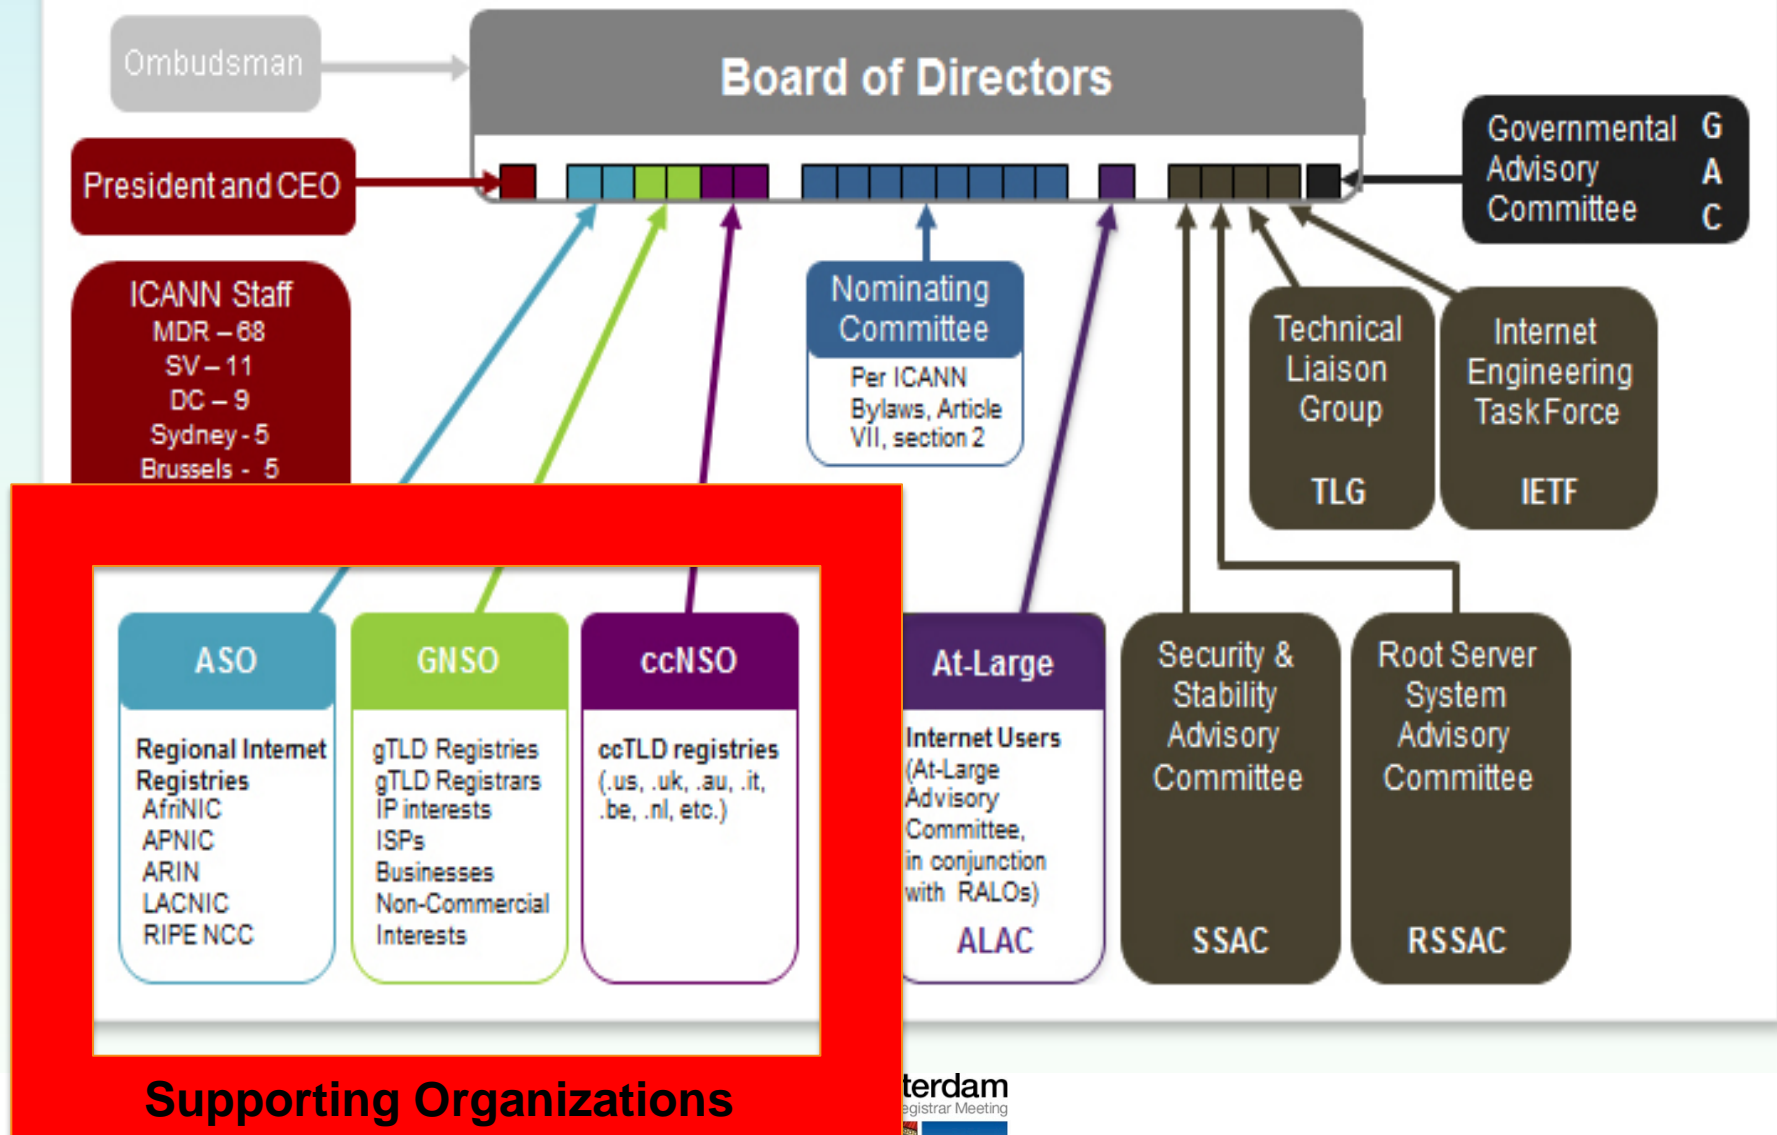 Ombudsman
Board of Directors
President and CEO
Governmental
Advisory
Committee
G
A
C
ICANN Staff
MDR – 68
SV – 11
DC – 9
Sydney - 5
Brussels - 5
Nominating
Committee
Per ICANN
Bylaws, Article
VII, section 2
Technical
Liaison
Group
TLG
Internet
Engineering
Task Force
IETF
ASO
Regional Internet
Registries
AfriNIC
APNIC
ARIN
LACNIC
RIPE NCC
GNSO
gTLD Registries
gTLD Registrars
IP interests
ISPs
Businesses
Non-Commercial
Interests
ccNSO
ccTLD registries
(.us, .uk, .au, .it,
.be, .nl, etc.)
At-Large
Internet Users
(At-Large
Advisory
Committee,
in conjunction
with RALOs)
ALAC
Security &
Stability
Advisory
Committee
SSAC
Root Server
System
Advisory
Committee
RSSAC
Supporting Organizations
terdam
egistrar Meeting